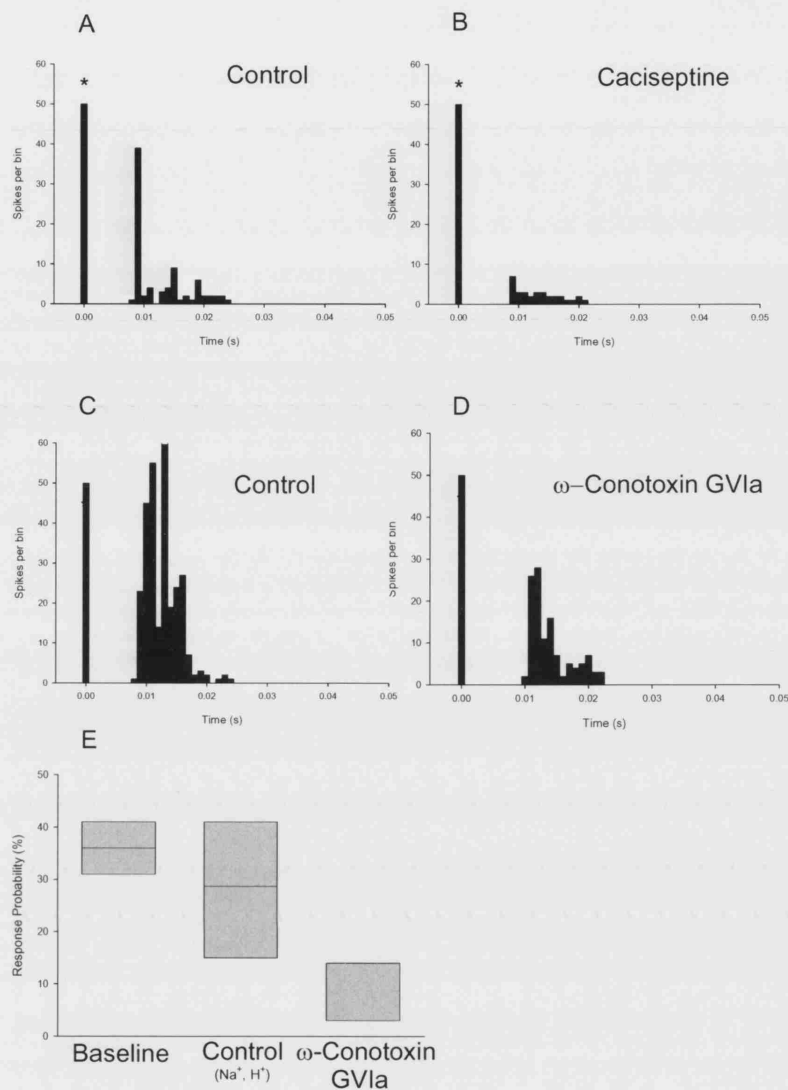 A
Control
*
Spikes per bin
60
50
40
30
20
10
0
0.00 0.01 0.02 0.03 0.04 0.05
Time (s)
B
Caciseptine
*
Spikes per bin
60
50
40
30
20
10
0
0.00 0.01 0.02 0.03 0.04 0.05
Time (s)
C
Control
Spikes per bin
60
50
40
30
20
10
0
0.00 0.01 0.02 0.03 0.04 0.05
Time (s)
D
ω–Conotoxin GVIa
Spikes per bin
60
50
40
30
20
10
0
0.00 0.01 0.02 0.03 0.04 0.05
Time (s)
E
Response Probability (%)
50
40
30
20
10
0
Baseline
Control
(Na⁺, H⁺)
ω-Conotoxin
GVIa